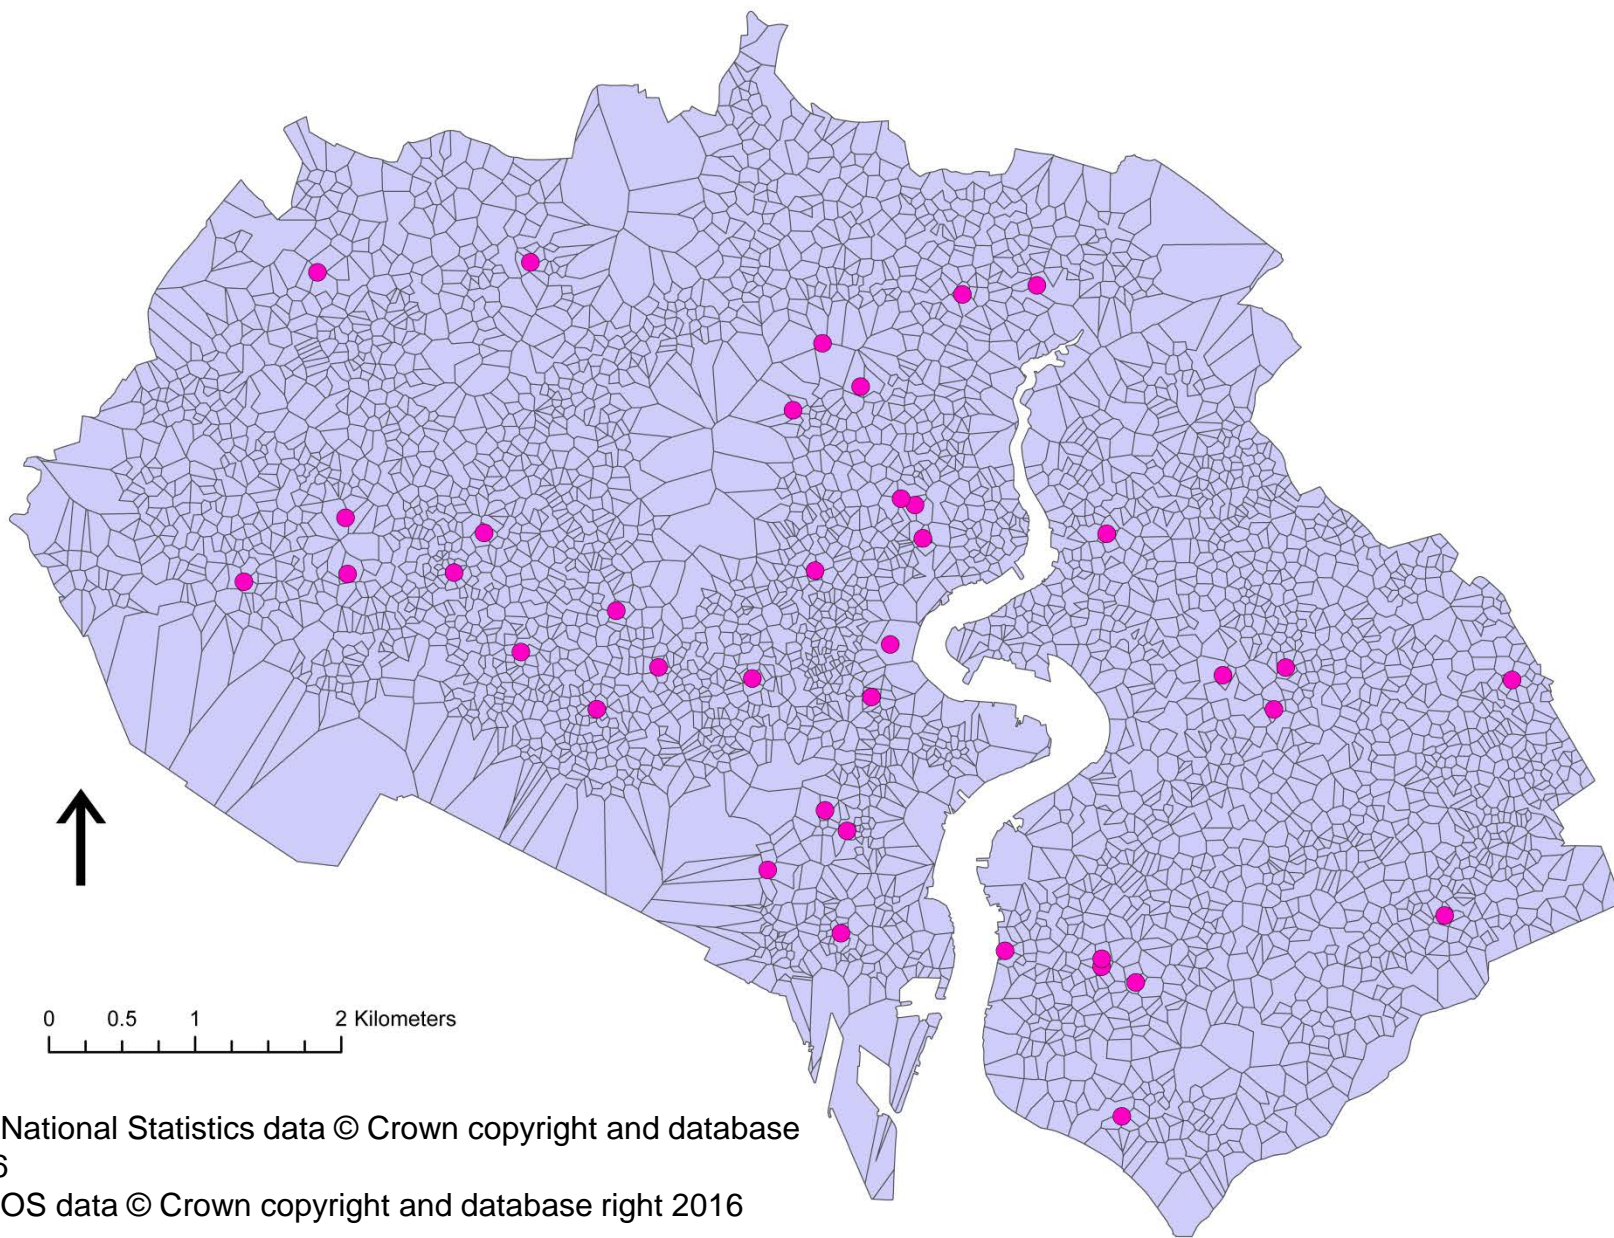 0 0.5 1 2 Kilometers
National Statistics data © Crown copyright and database
6
OS data © Crown copyright and database right 2016